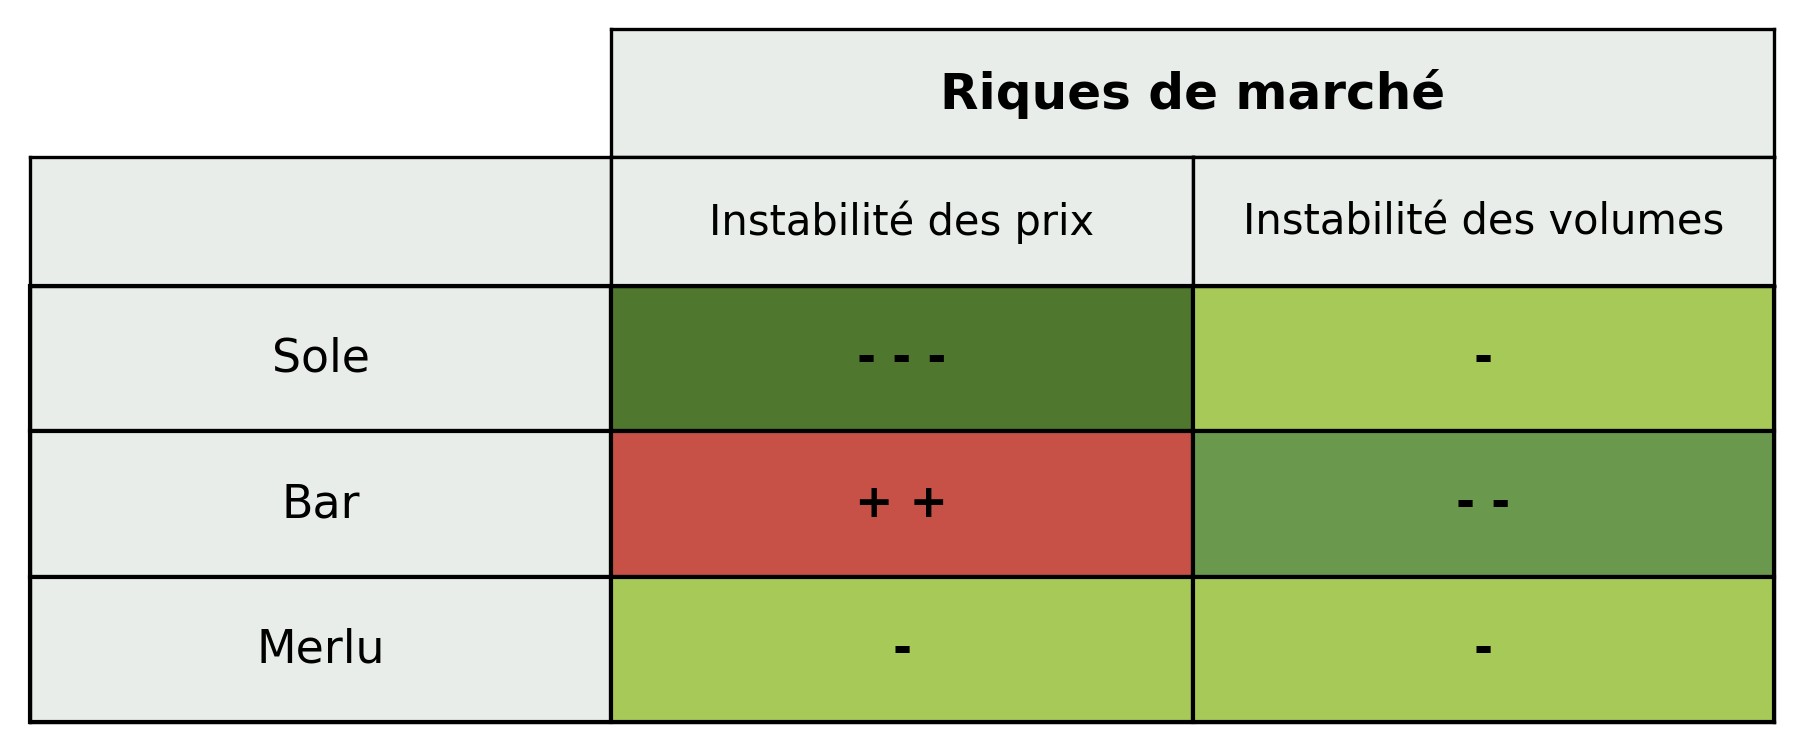 Riques de marché
Instabilité des prix Instabilité des volumes
Sole - - - -
Bar + + - -
Merlu - -